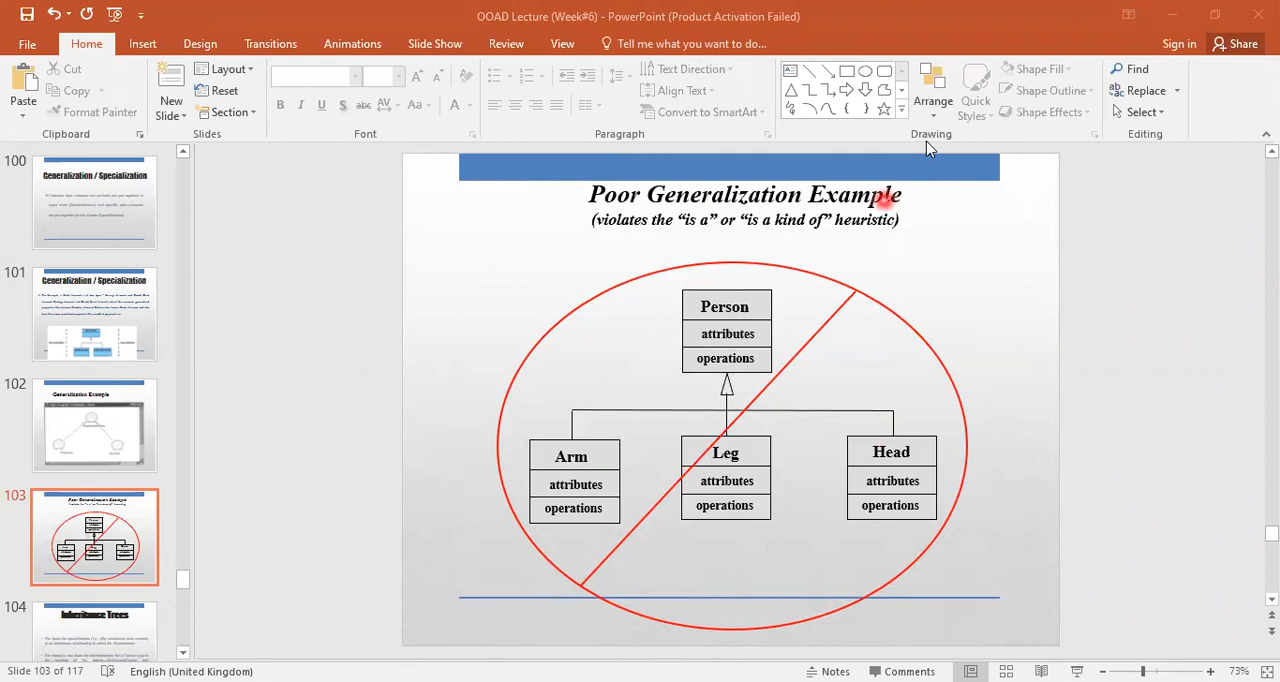 OOAD Lecture (Week#6) - PowerPoint (Product Activation Failed)
File Home Insert Design Transitions Animations Slide Show Review View Tell me what you want to do... Sign in Share
Paste
Cut
Copy
Format Painter
Clipboard
New Slide
Layout
Reset
Section
Slides
Font
Text Direction
Align Text
Convert to SmartArt
Paragraph
Arrange
Quick Styles
Shape Fill
Shape Outline
Shape Effects
Drawing
Find
Replace
Select
Editing
100
Generalization / Specialization
101
Generalization / Specialization
102
Generalization Example
103
Poor Generalization Example
104
Inheritance Trees
Poor Generalization Example
(violates the “is a” or “is a kind of” heuristic)
Person
attributes
operations
Arm
attributes
operations
Leg
attributes
operations
Head
attributes
operations
Slide 103 of 117 English (United Kingdom) Notes Comments 73%